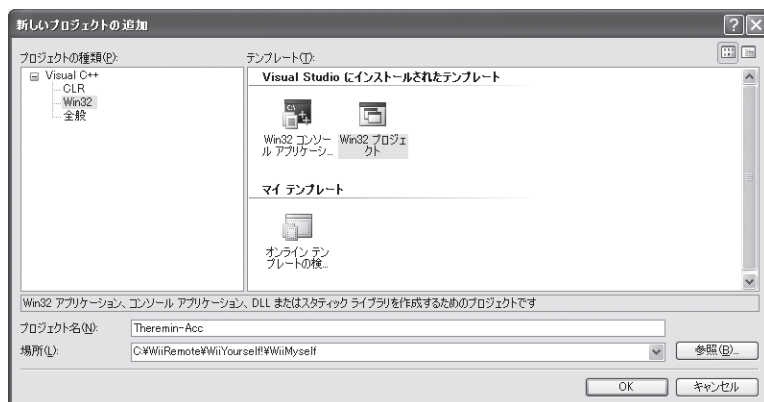 新しいプロジェクトの追加
プロジェクトの種類(P):
テンプレート(T):
Visual C++
CLR
Win32
全般
Visual Studio にインストールされたテンプレート
Win32 コンソー
ル アプリケーシ...
Win32 プロジェ
クト
マイ テンプレート
オンライン テン
プレートの検...
Win32 アプリケーション、コンソール アプリケーション、DLL またはスタティック ライブラリを作成するためのプロジェクトです
プロジェクト名(N):
Theremin-Acc
場所(L):
C:¥WiiRemote¥WiiYourself!¥WiiMyself
参照(B)...
OK
キャンセル